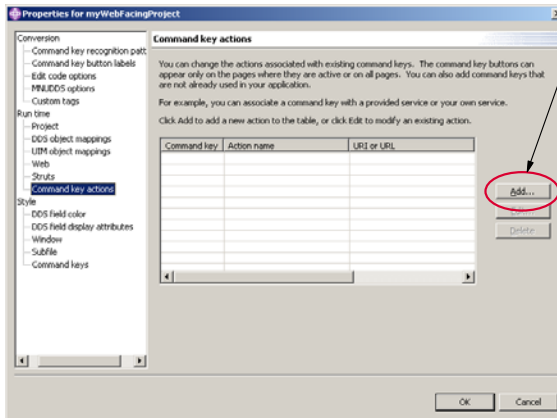 Properties for myWebFacingProject
Conversion
Command key recognition patt
Command key button labels
Edit code options
MNUDDS options
Custom tags
Run time
Project
DDS object mappings
UIM object mappings
Web
Struts
Command key actions
Style
DDS field color
DDS field display attributes
Window
Subfile
Command keys
Command key actions
You can change the actions associated with existing command keys. The command key buttons can
appear only on the pages where they are active or on all pages. You can also add command keys that
are not already used in your application.
For example, you can associate a command key with a provided service or your own service.
Click Add to add a new action to the table, or click Edit to modify an existing action.
Command key Action name URI or URL
Add...
Delete
OK Cancel